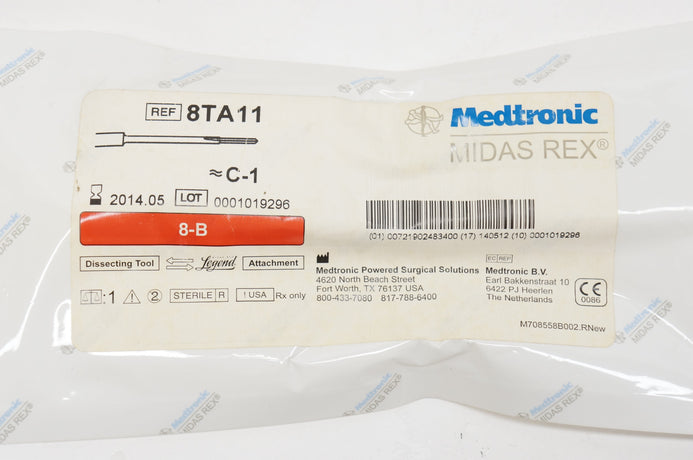 REF 8TA11
≈C-1
2014.05 LOT 0001019296
8-B
Dissecting Tool Legend Attachment
:1 2 STERILE R 1 USA Rx only
Medtronic
MIDAS REX®
(01) 00721902483400 (17) 140512 (10) 0001019296
Medtronic Powered Surgical Solutions
4620 North Beach Street
Fort Worth, TX 76137 USA
800-433-7080 817-788-6400
EC REP
Medtronic B.V.
Earl Bakkenstraat 10
6422 PJ Heerlen
The Netherlands
CE
0086
M708558B002.RNew
Medtronic
MIDAS REX®